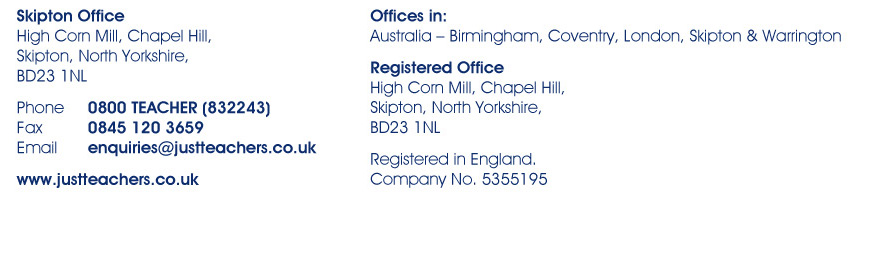 Skipton Office
High Corn Mill, Chapel Hill,
Skipton, North Yorkshire,
BD23 1NL
Phone 0800 TEACHER (832243)
Fax 0845 120 3659
Email enquiries@justteachers.co.uk
www.justteachers.co.uk
Offices in:
Australia – Birmingham, Coventry, London, Skipton & Warrington
Registered Office
High Corn Mill, Chapel Hill,
Skipton, North Yorkshire,
BD23 1NL
Registered in England.
Company No. 5355195